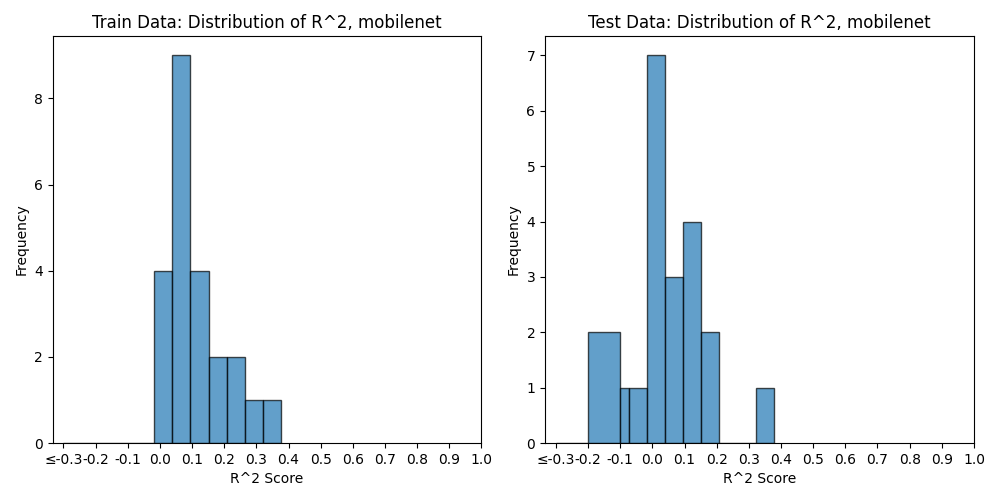 Train Data: Distribution of R^2, mobilenet
Frequency
8
6
4
2
0
≤-0.3 -0.2 -0.1 0.0 0.1 0.2 0.3 0.4 0.5 0.6 0.7 0.8 0.9 1.0
R^2 Score
Test Data: Distribution of R^2, mobilenet
Frequency
7
6
5
4
3
2
1
0
≤-0.3 -0.2 -0.1 0.0 0.1 0.2 0.3 0.4 0.5 0.6 0.7 0.8 0.9 1.0
R^2 Score